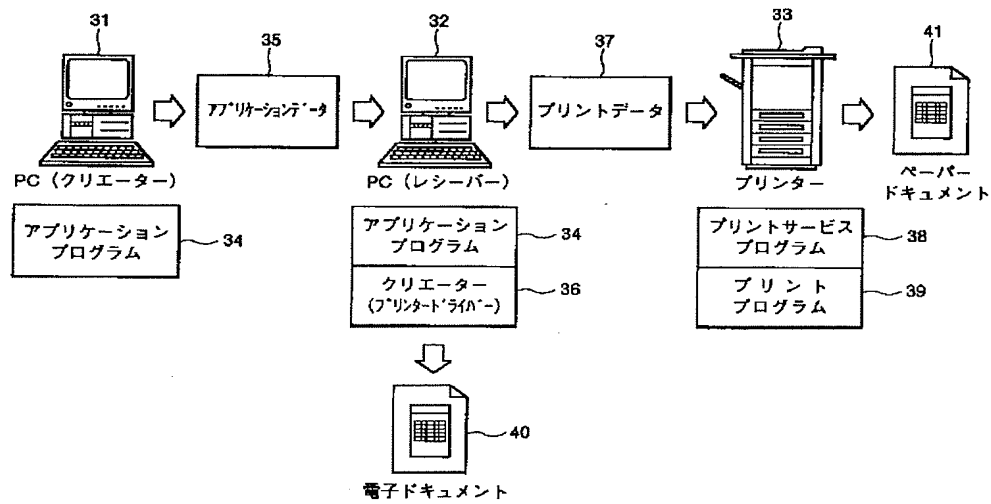 31
35
32
37
33
41
アプリケーションデータ
プリントデータ
PC（クリエーター）
PC（レシーバー）
プリンター
ペーパー
ドキュメント
アプリケーション
プログラム
34
アプリケーション
プログラム
34
クリエーター
（プリンタードライバー）
36
プリントサービス
プログラム
38
プリント
プログラム
39
40
電子ドキュメント